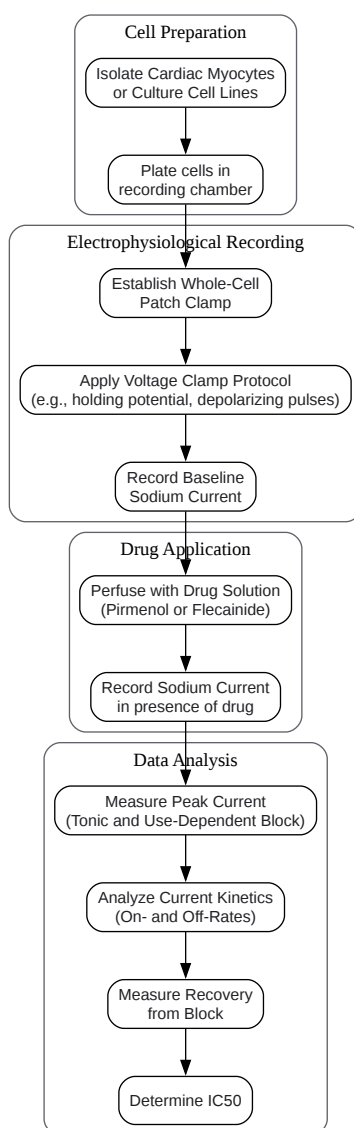 Cell Preparation
Isolate Cardiac Myocytes
or Culture Cell Lines
Plate cells in
recording chamber
Electrophysiological Recording
Establish Whole-Cell
Patch Clamp
Apply Voltage Clamp Protocol
(e.g., holding potential, depolarizing pulses)
Record Baseline
Sodium Current
Drug Application
Perfuse with Drug Solution
(Pirmenol or Flecainide)
Record Sodium Current
in presence of drug
Data Analysis
Measure Peak Current
(Tonic and Use-Dependent Block)
Analyze Current Kinetics
(On- and Off-Rates)
Measure Recovery
from Block
Determine IC50